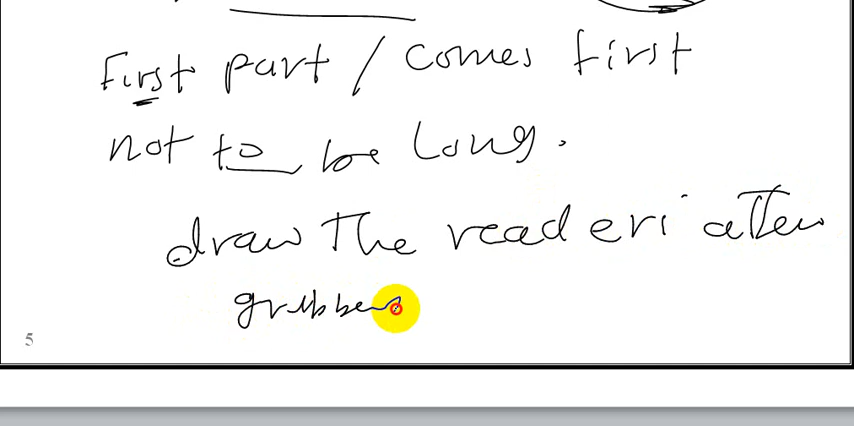 First part / comes first
not to be long.
draw the readers' atten
grabbers
5